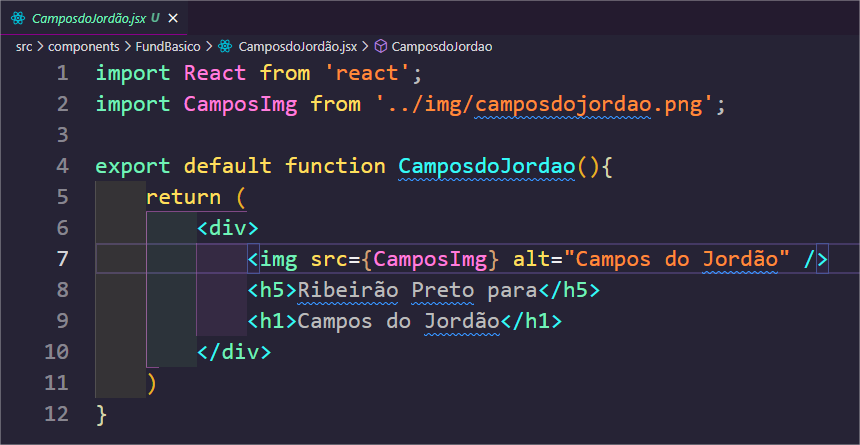 CamposdoJordão.jsx U ×
src > components > FundBasico > CamposdoJordão.jsx > CamposdoJordao
1 import React from 'react';
2 import CamposImg from '../img/camposdojordao.png';
3
4 export default function CamposdoJordao(){
5 return (
6 <div>
7 <img src={CamposImg} alt="Campos do Jordão" />
8 <h5>Ribeirão Preto para</h5>
9 <h1>Campos do Jordão</h1>
10 </div>
11 )
12 }